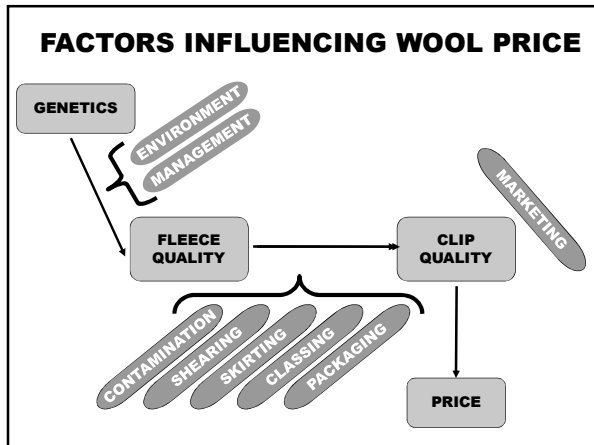 FACTORS INFLUENCING WOOL PRICE
GENETICS
ENVIRONMENT
MANAGEMENT
MARKETING
FLEECE
QUALITY
CLIP
QUALITY
CONTAMINATION
SHEARING
SKIRTING
CLASSING
PACKAGING
PRICE